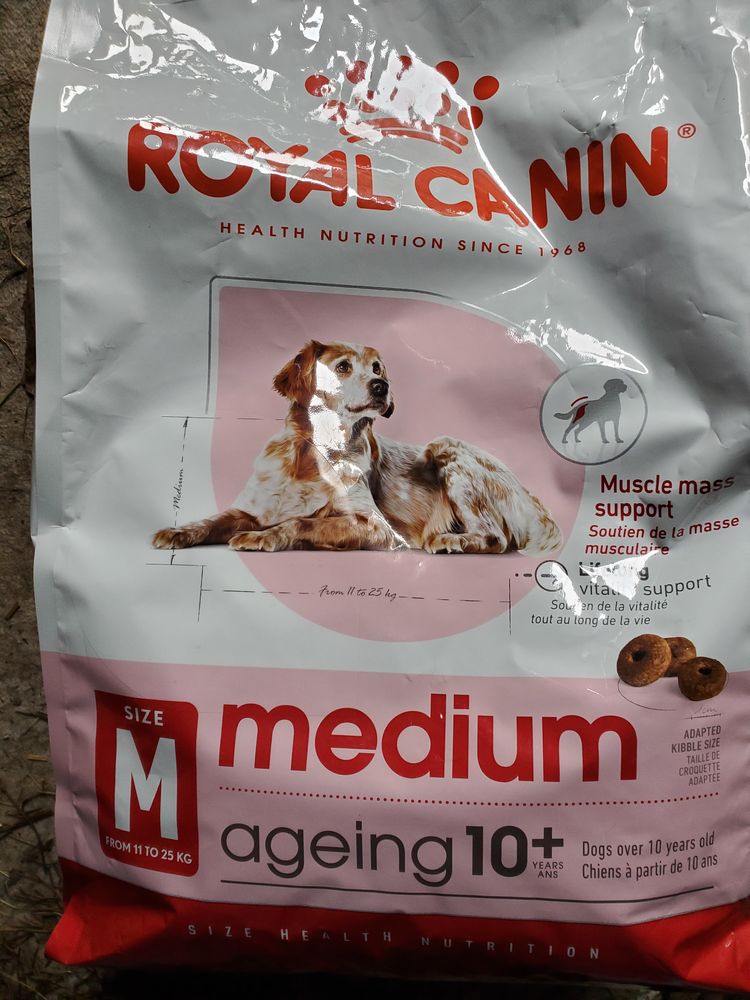 ROYAL CANIN®
HEALTH NUTRITION SINCE 1968
Medium
Muscle mass
support
Soutien de la masse
musculaire
support
Soutien de la vitalité
tout au long de la vie
From 11 to 25 kg
SIZE
M
FROM 11 TO 25 KG
medium
ADAPTED
KIBBLE SIZE
TAILLE DE
CROQUETTE
ADAPTÉE
ageing 10+
YEARS
ANS
Dogs over 10 years old
Chiens à partir de 10 ans
SIZE HEALTH NUTRITION